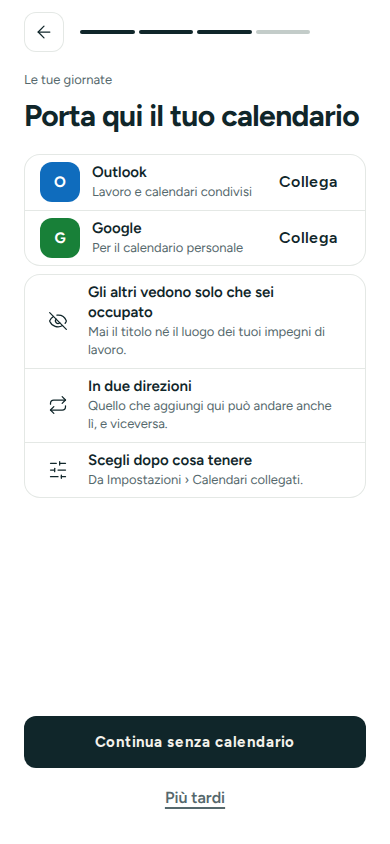 Le tue giornate
Porta qui il tuo calendario
O
Outlook
Lavoro e calendari condivisi
Collega
G
Google
Per il calendario personale
Collega
Gli altri vedono solo che sei
occupato
Mai il titolo né il luogo dei tuoi impegni di
lavoro.
In due direzioni
Quello che aggiungi qui può andare anche
lì, e viceversa.
Scegli dopo cosa tenere
Da Impostazioni › Calendari collegati.
Continua senza calendario
Più tardi